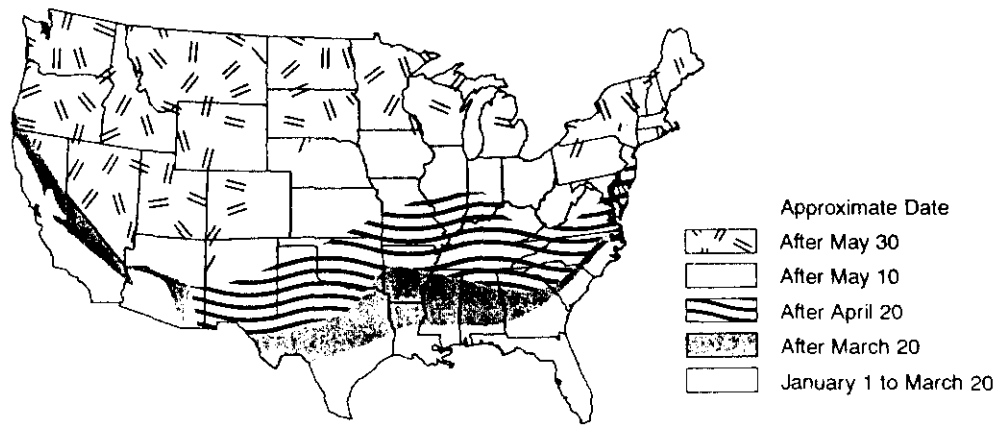 Approximate Date
After May 30
After May 10
After April 20
After March 20
January 1 to March 20